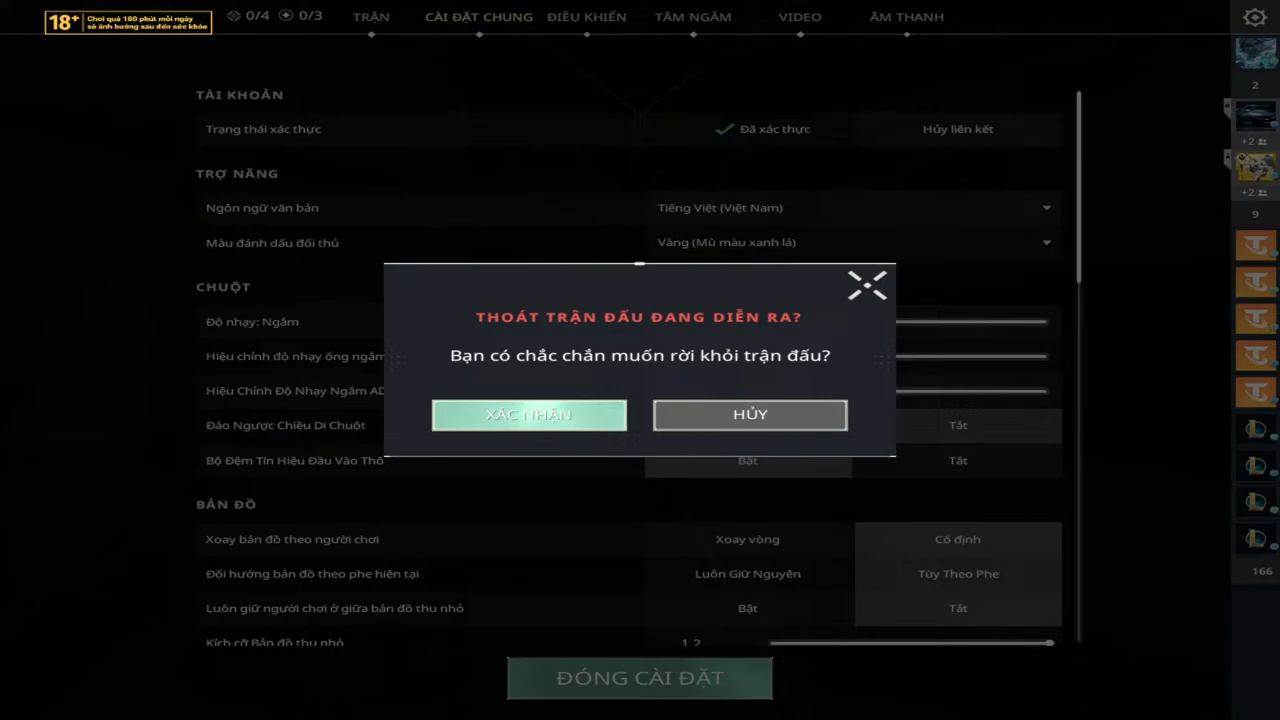 18+ Chơi quá 180 phút mỗi ngày
sẽ ảnh hưởng xấu đến sức khỏe
0/4 0/3 TRẬN CÀI ĐẶT CHUNG ĐIỀU KHIỂN TÂM NGẮM VIDEO ÂM THANH
TÀI KHOẢN
Trạng thái xác thực Đã xác thực Hủy liên kết
TRỢ NĂNG
Ngôn ngữ văn bản Tiếng Việt (Việt Nam)
Màu đánh dấu đối thủ Vàng (Mù màu xanh lá)
CHUỘT
Độ nhạy: Ngắm
Hiệu chỉnh độ nhạy ống ngắm
Hiệu Chỉnh Độ Nhạy Ngắm AD
Đảo Ngược Chiều Di Chuột Tắt
Bộ Đệm Tín Hiệu Đầu Vào Thô Bật Tắt
THOÁT TRẬN ĐẤU ĐANG DIỄN RA?
Bạn có chắc chắn muốn rời khỏi trận đấu?
XÁC NHẬN HỦY
BẢN ĐỒ
Xoay bản đồ theo người chơi Xoay vòng Cố định
Đổi hướng bản đồ theo phe hiện tại Luôn Giữ Nguyên Tùy Theo Phe
Luôn giữ người chơi ở giữa bản đồ thu nhỏ Bật Tắt
Kích cỡ Bản đồ thu nhỏ 1.2
ĐÓNG CÀI ĐẶT
2
+2
+2
9
166